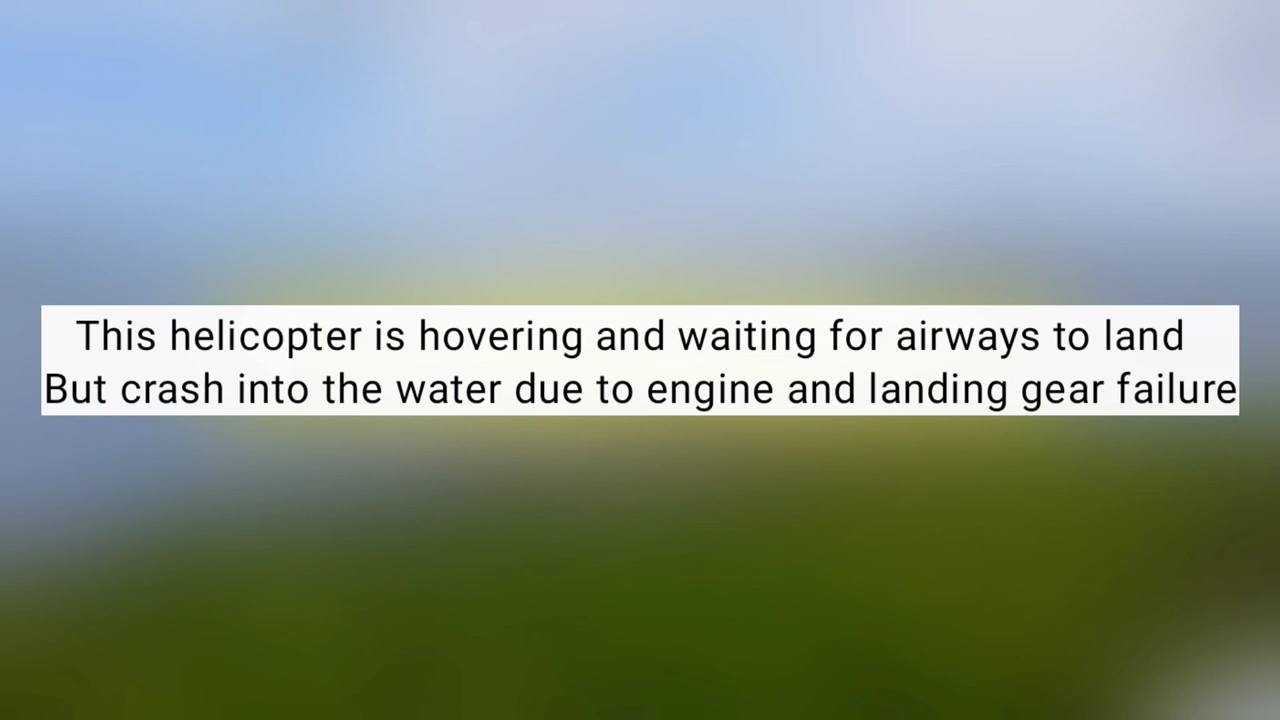 This helicopter is hovering and waiting for airways to land
But crash into the water due to engine and landing gear failure